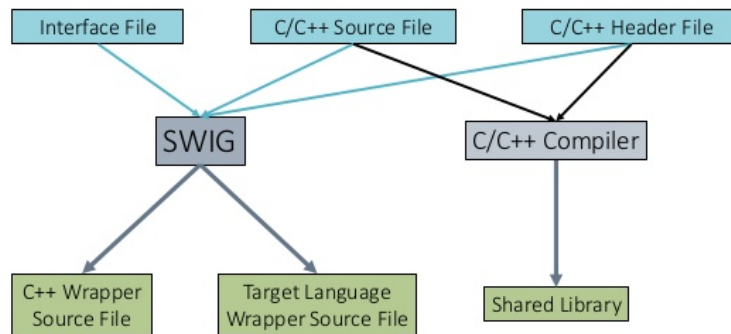 Interface File
C/C++ Source File
C/C++ Header File
SWIG
C/C++ Compiler
C++ Wrapper
Source File
Target Language
Wrapper Source File
Shared Library